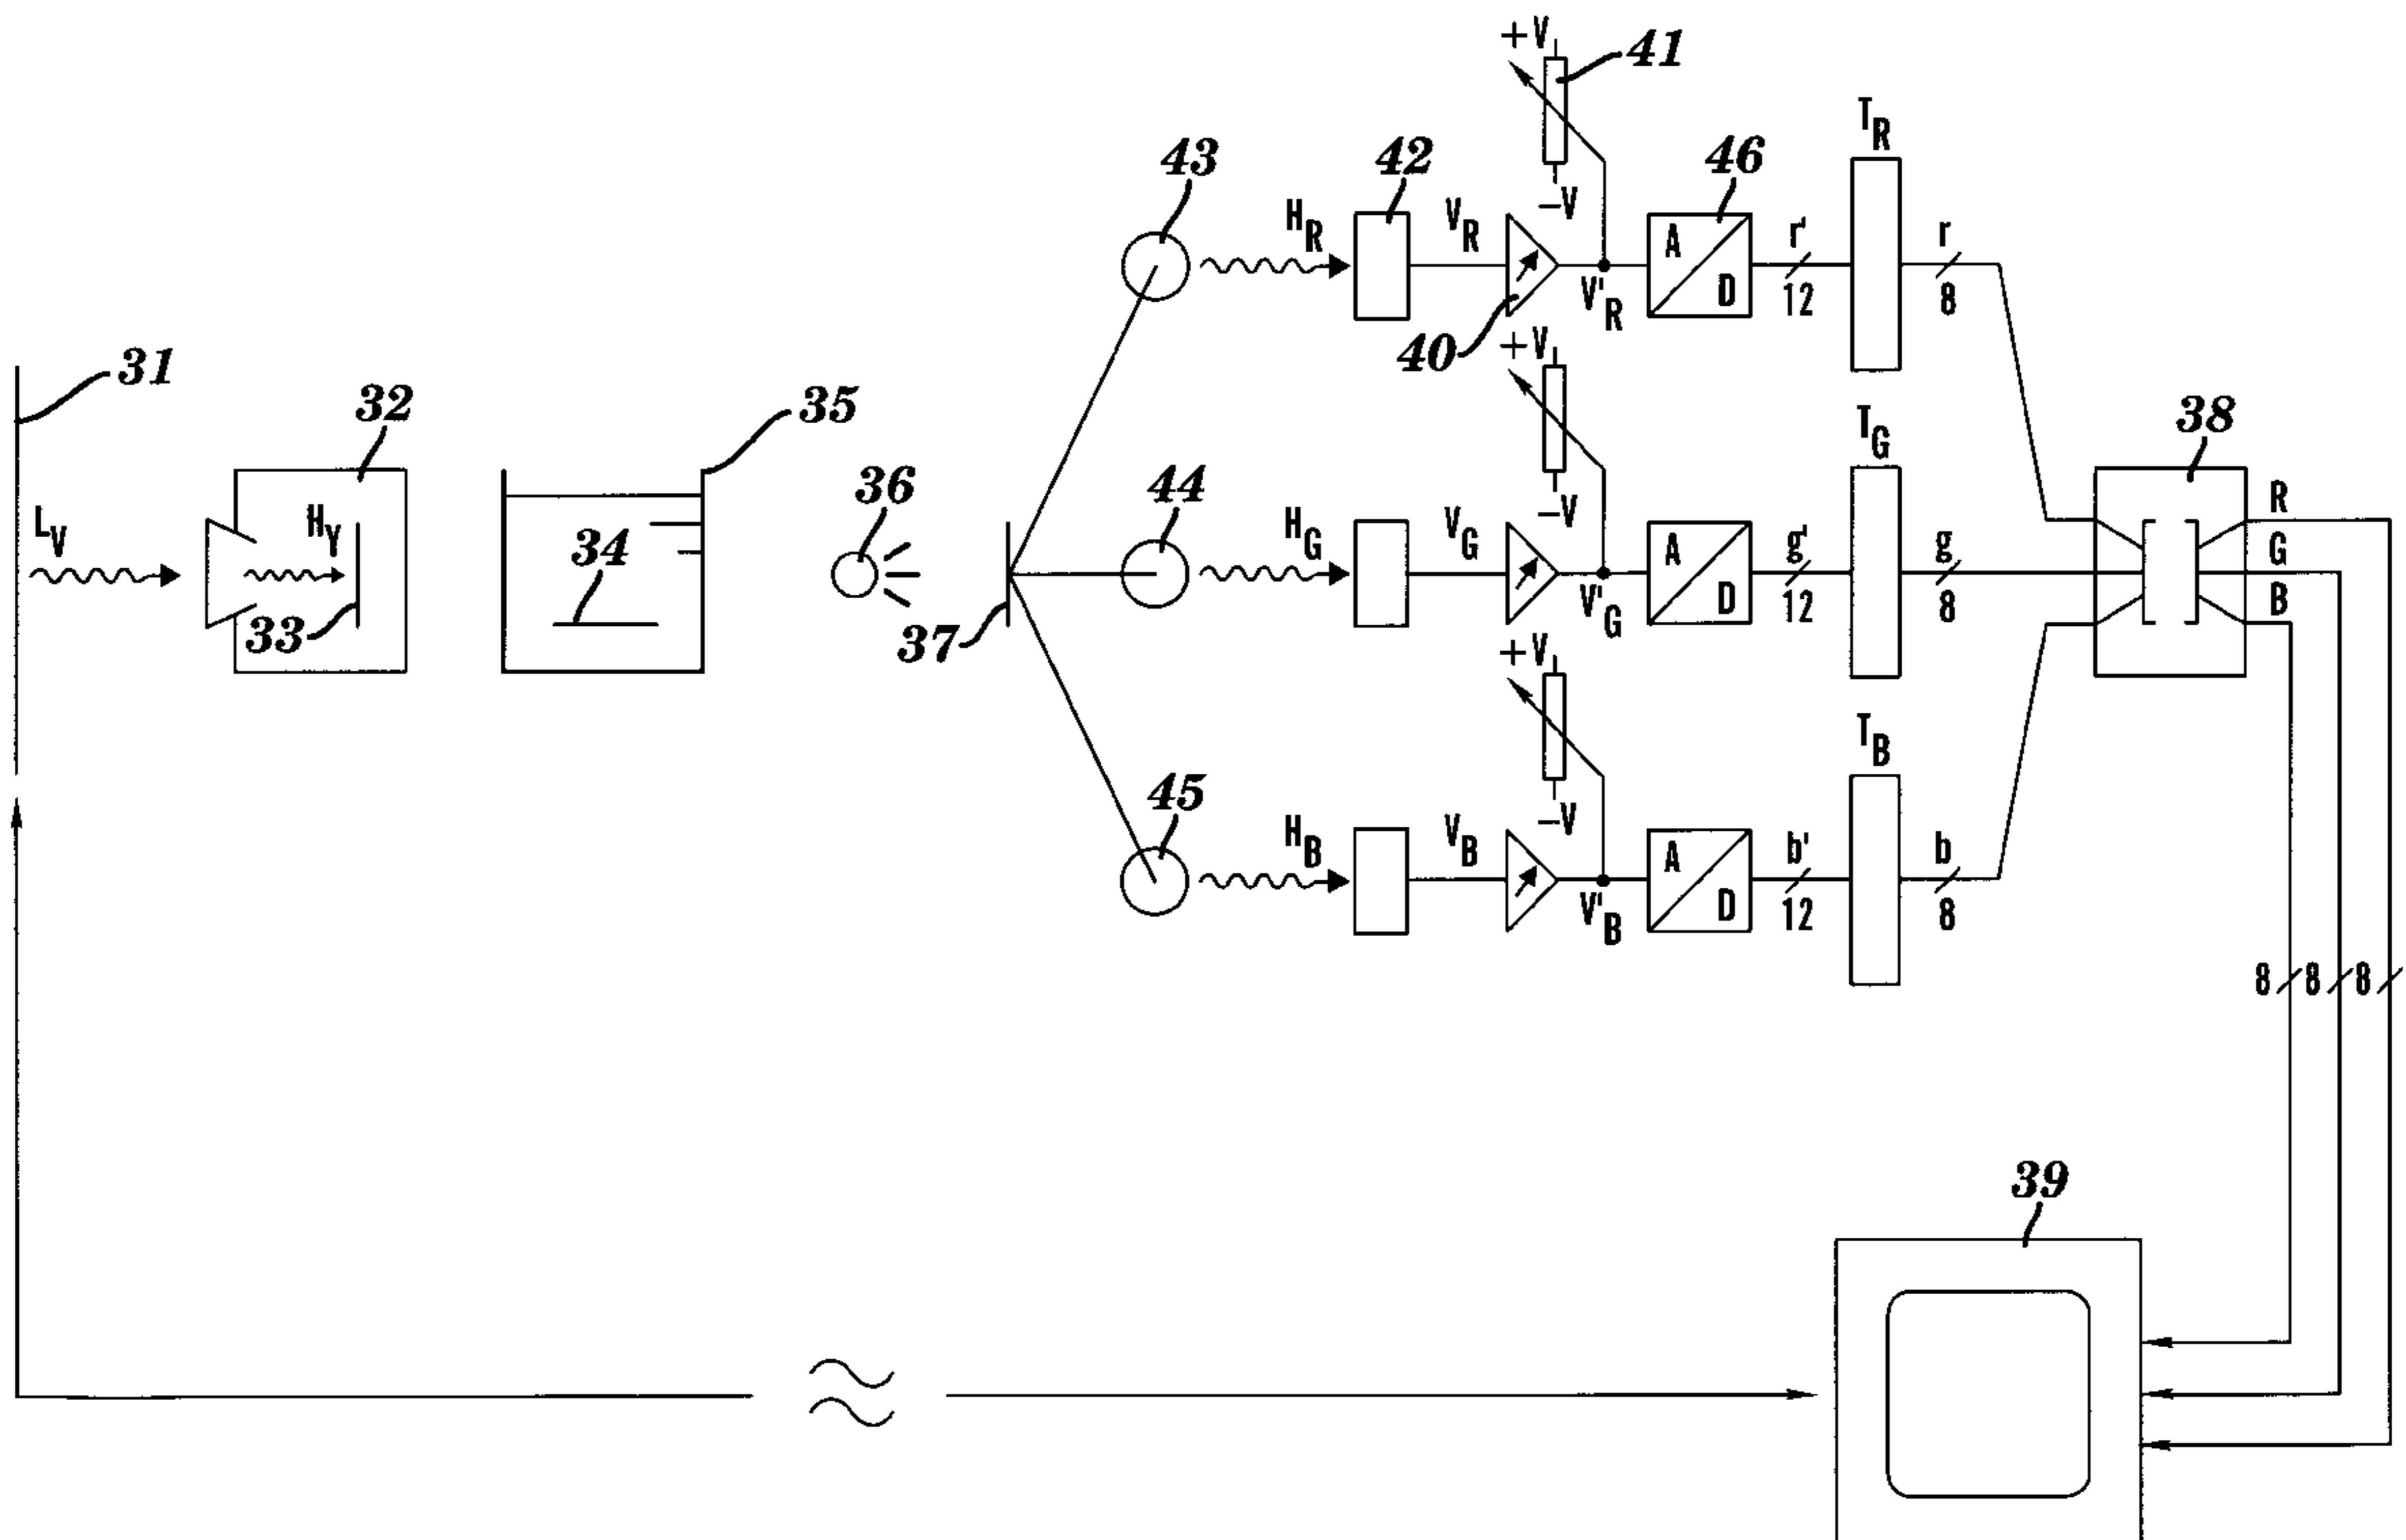 +V
41
-V
T_R
43
42
46
H_R
V_R
A
D
r'
12
r
8
40
V'_R
31
32
35
L_V
H_Y
33
34
36
37
44
+V
-V
T_G
H_G
V_G
A
D
g'
12
g
8
V'_G
38
R
G
B
45
+V
-V
T_B
H_B
V_B
A
D
b'
12
b
8
V'_B
8
8
8
39